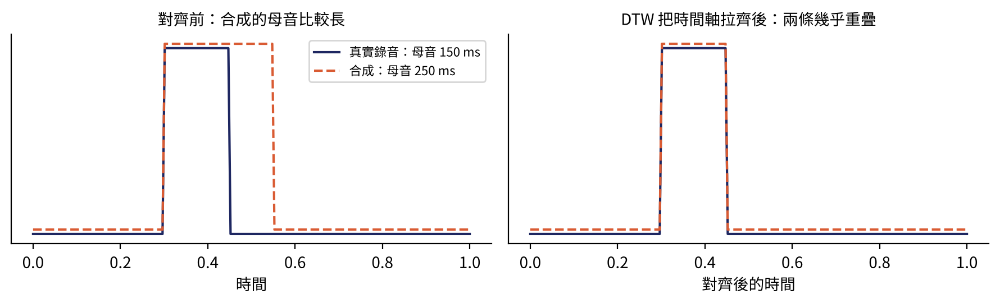 對齊前：合成的母音比較長
真實錄音：母音 150 ms
合成：母音 250 ms
0.0 0.2 0.4 0.6 0.8 1.0
時間
DTW 把時間軸拉齊後：兩條幾乎重疊
0.0 0.2 0.4 0.6 0.8 1.0
對齊後的時間